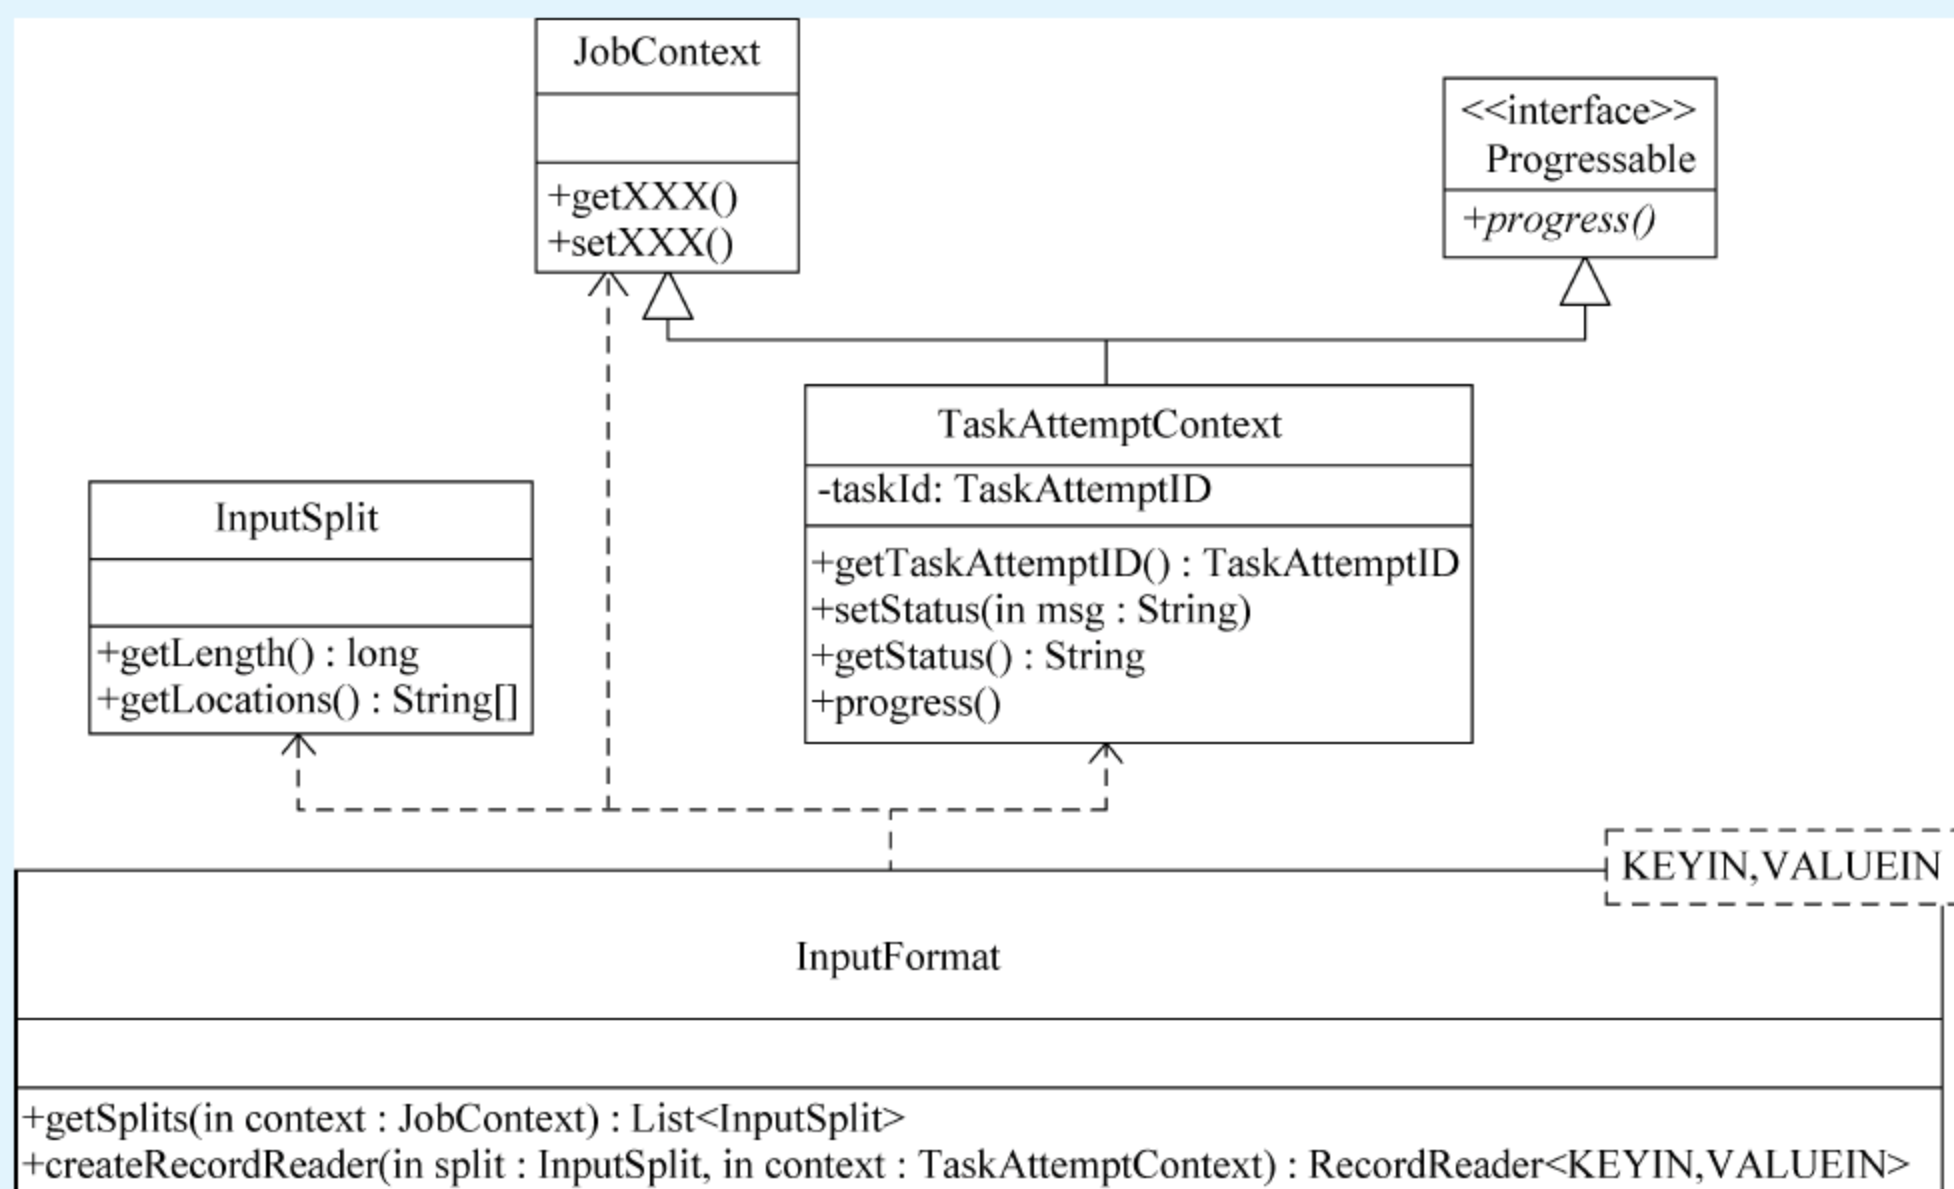 JobContext
+getXXX()
+setXXX()
<<interface>>
Progressable
+progress()
TaskAttemptContext
-taskId: TaskAttemptID
+getTaskAttemptID() : TaskAttemptID
+setStatus(in msg : String)
+getStatus() : String
+progress()
InputSplit
+getLength() : long
+getLocations() : String[]
KEYIN,VALUEIN
InputFormat
+getSplits(in context : JobContext) : List<InputSplit>
+createRecordReader(in split : InputSplit, in context : TaskAttemptContext) : RecordReader<KEYIN,VALUEIN>